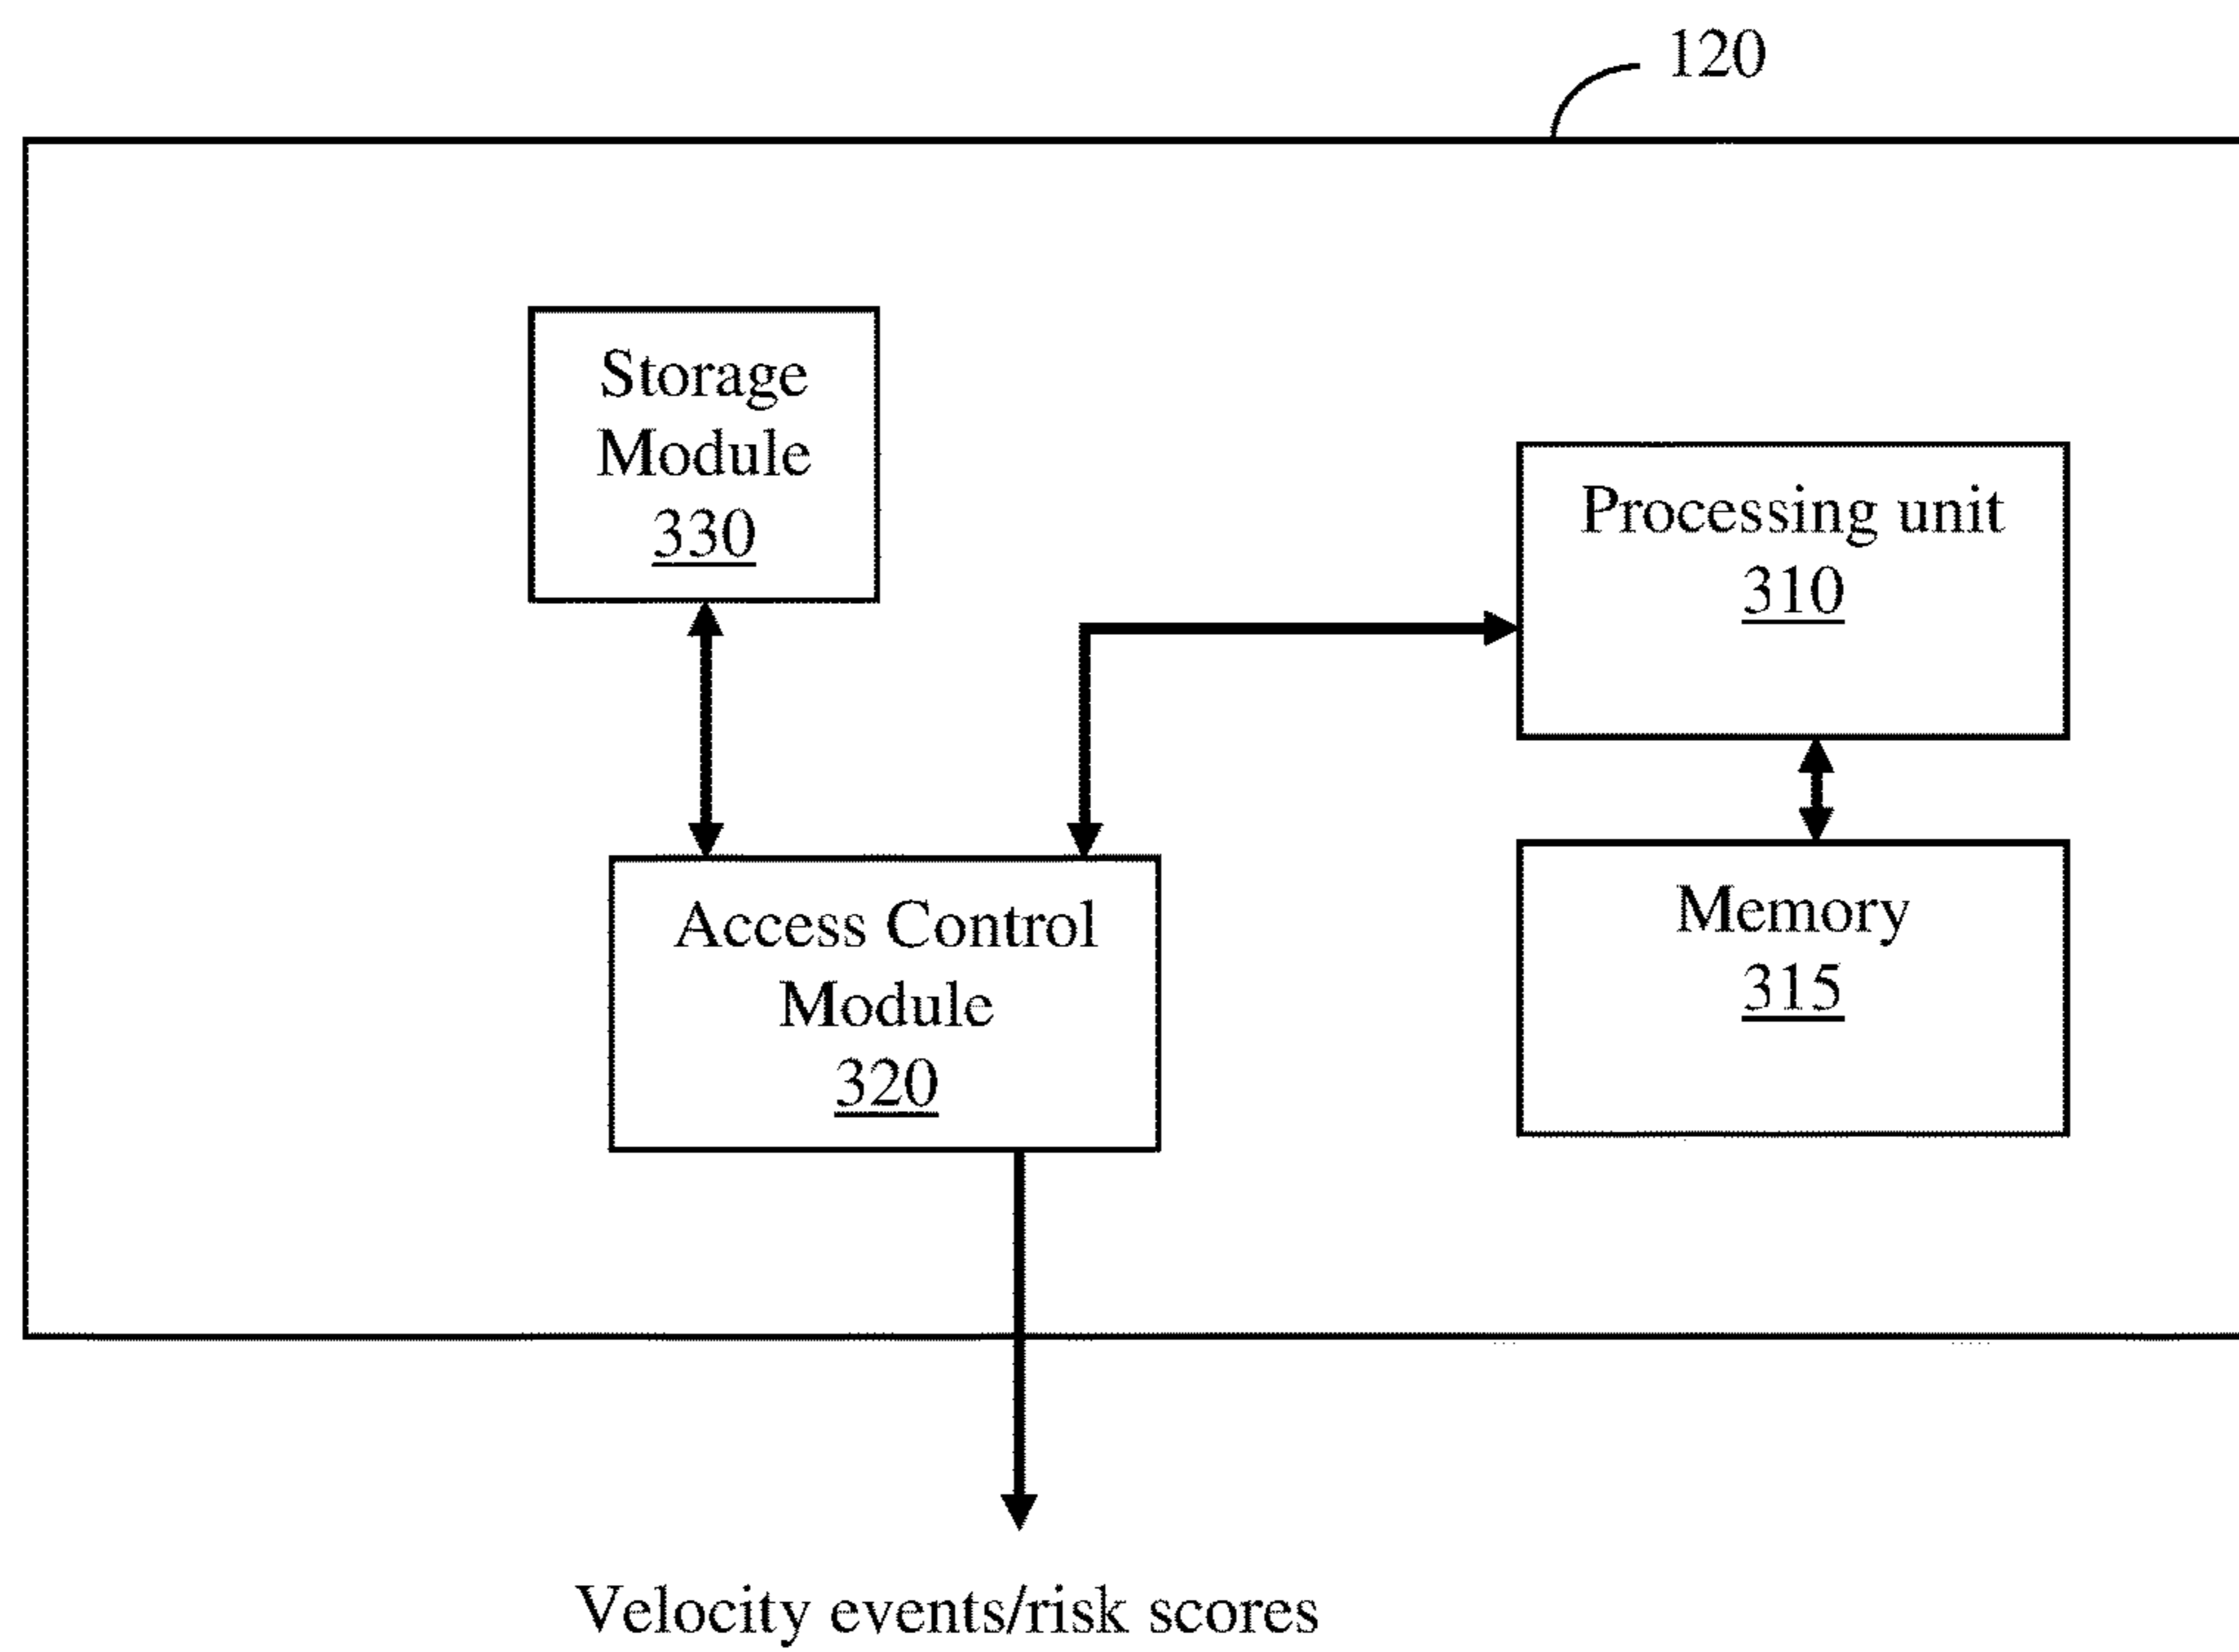 120
Storage
Module
330
Processing unit
310
Access Control
Module
320
Memory
315
Velocity events/risk scores